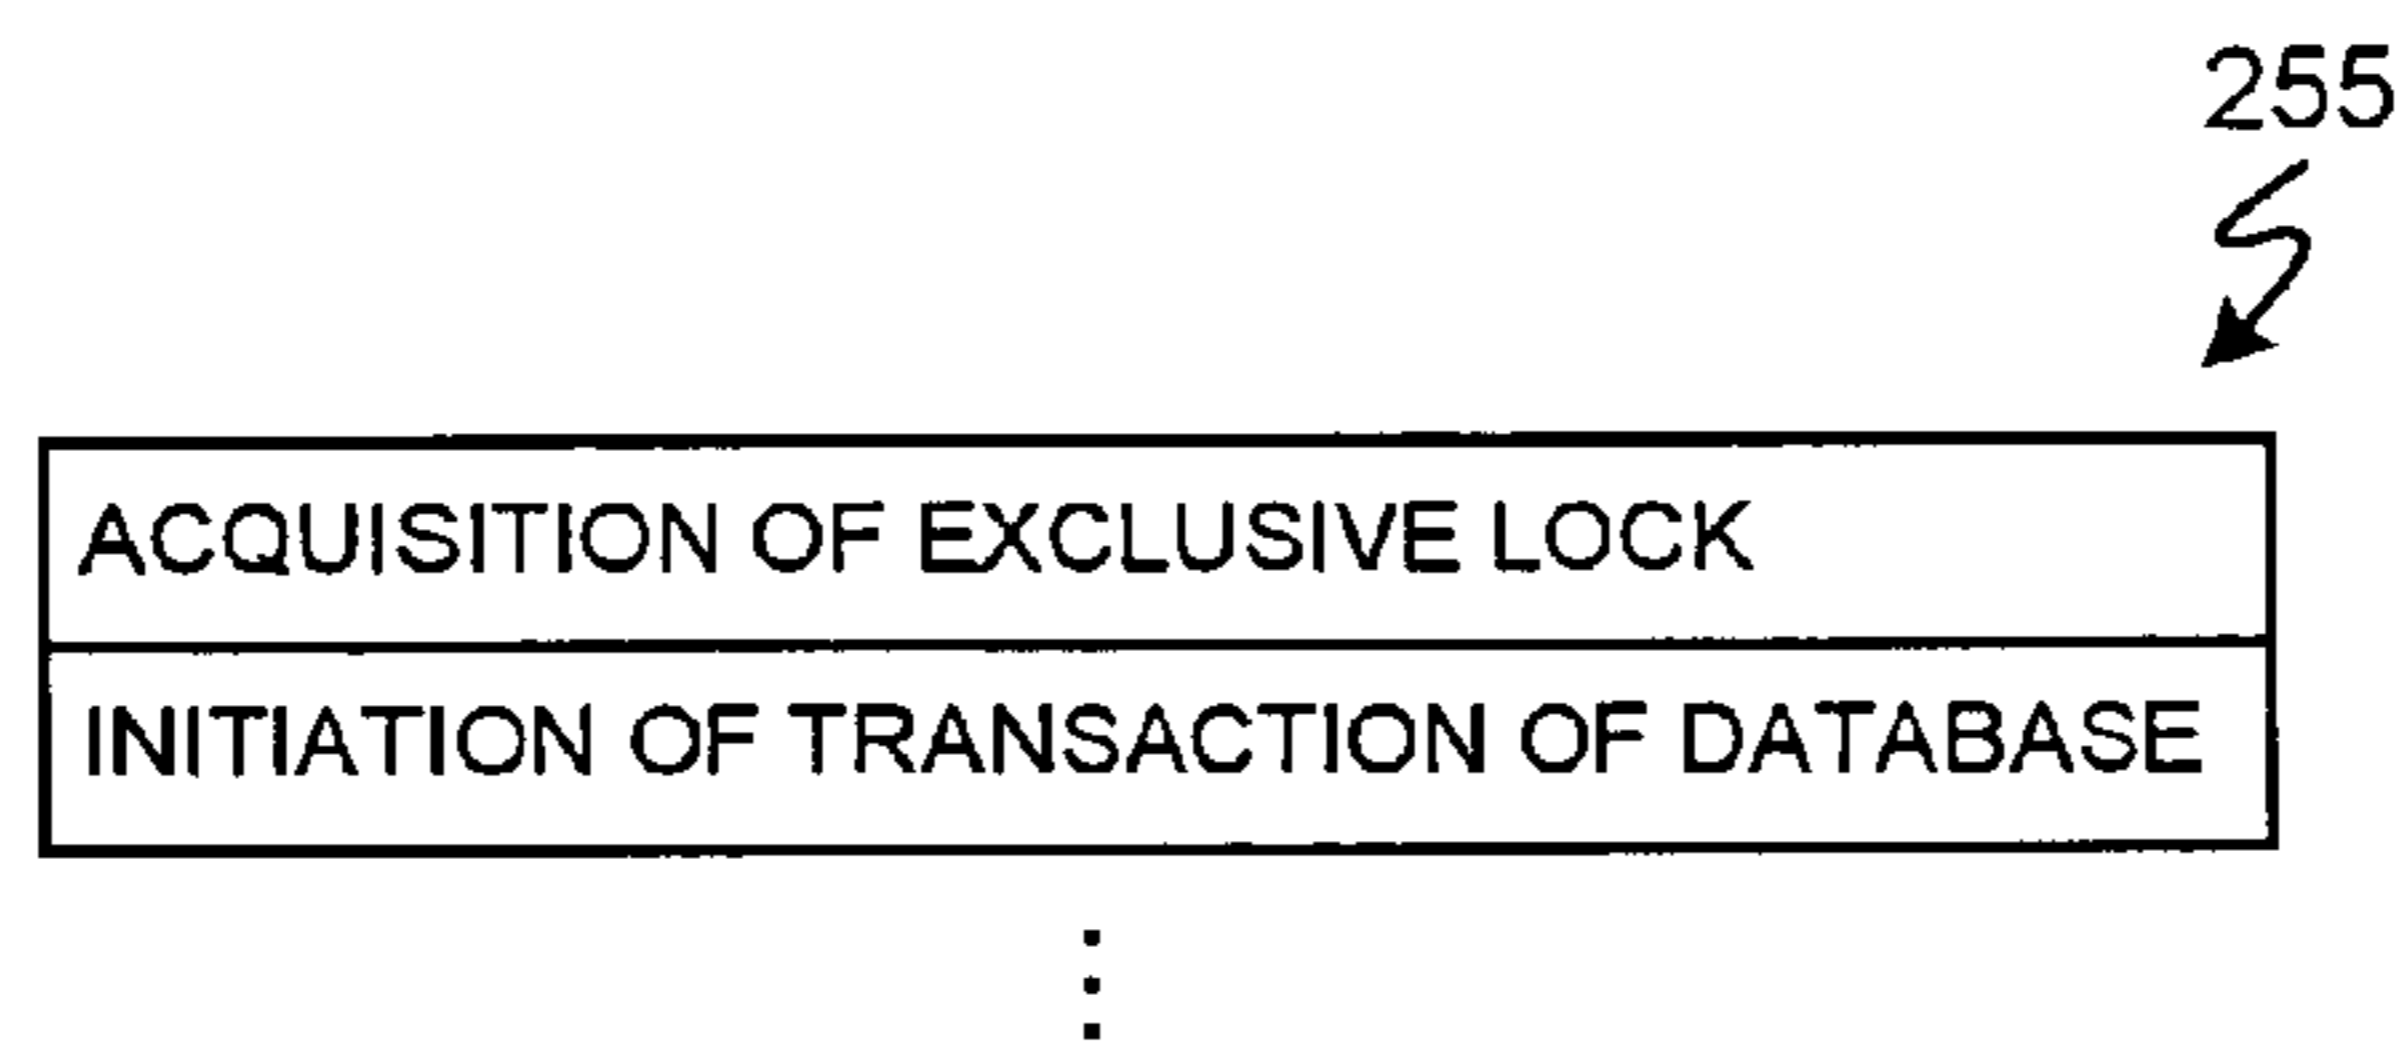 255
ACQUISITION OF EXCLUSIVE LOCK
INITIATION OF TRANSACTION OF DATABASE